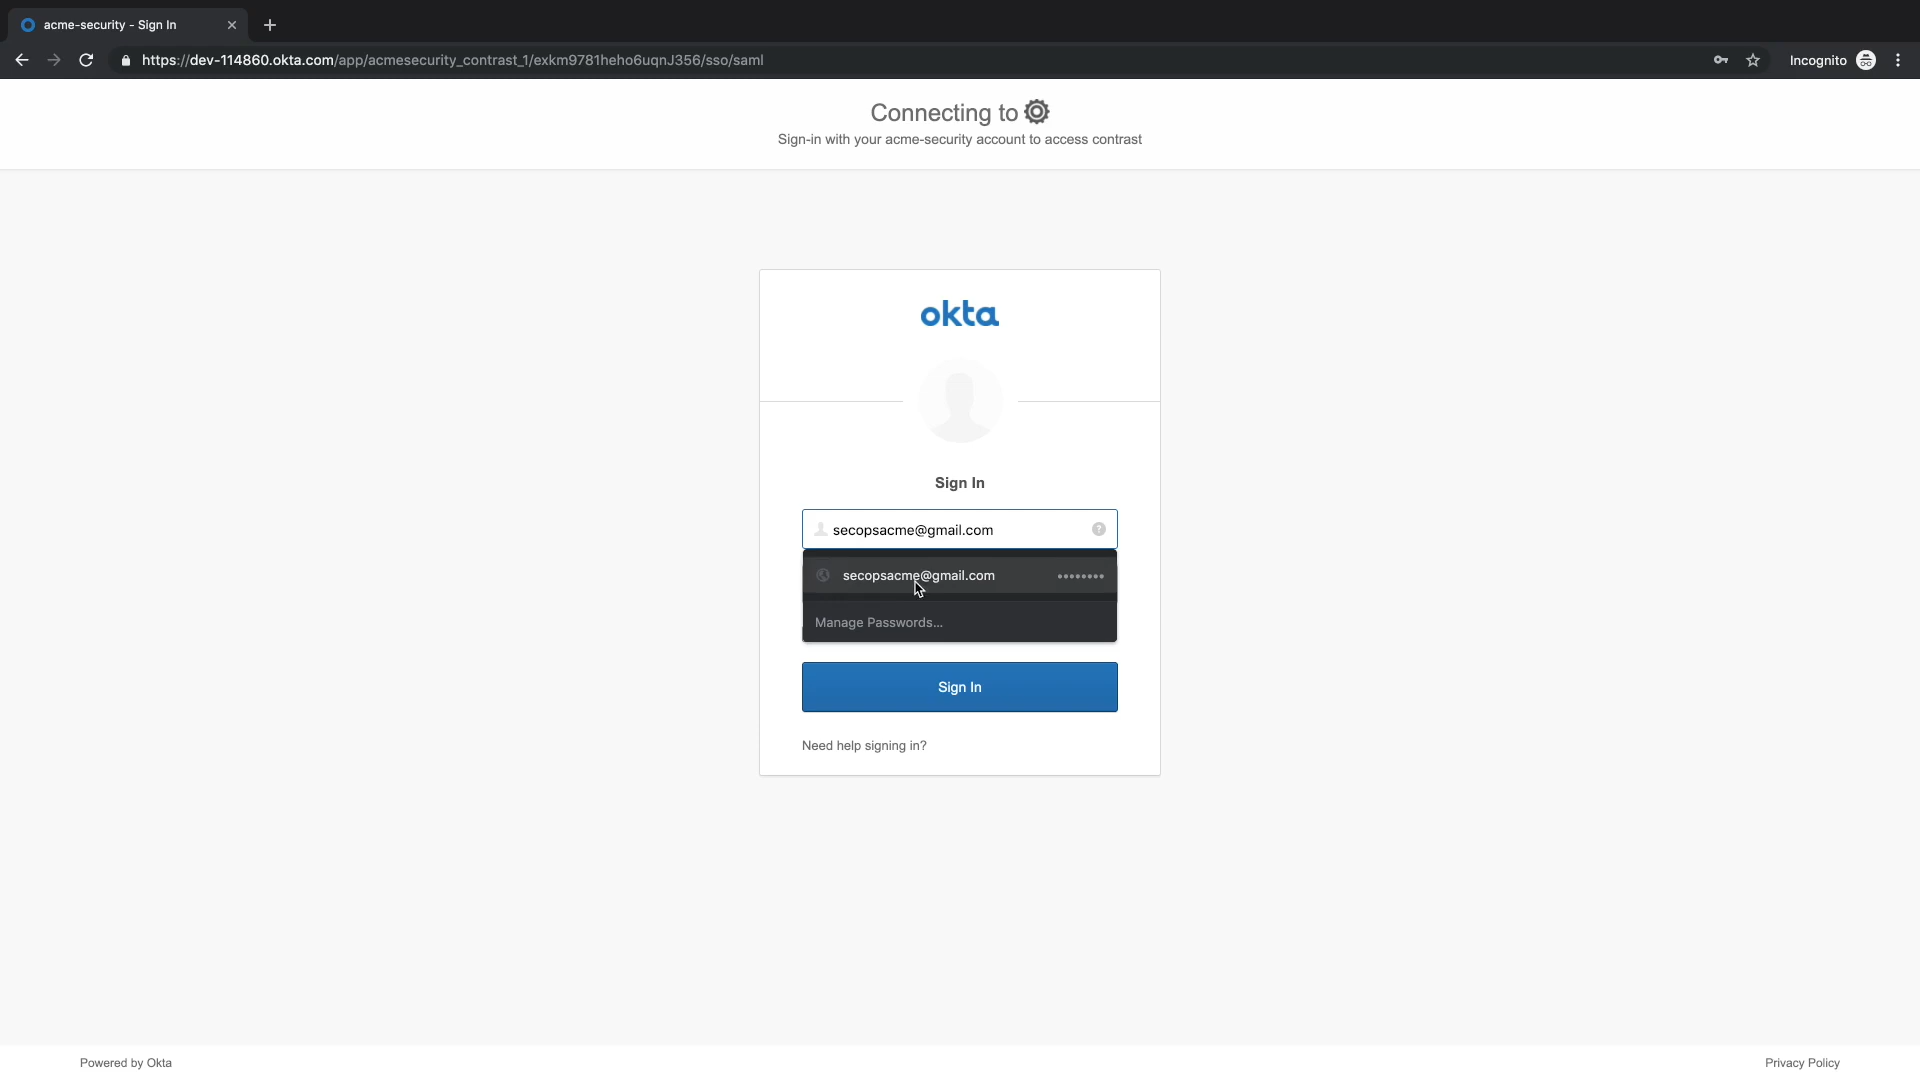 acme-security - Sign In
https://dev-114860.okta.com/app/acmesecurity_contrast_1/exkm9781heho6uqnJ356/sso/saml
Incognito
Connecting to
Sign-in with your acme-security account to access contrast
okta
Sign In
secopsacme@gmail.com
?
secopsacme@gmail.com ••••••••
Manage Passwords...
Sign In
Need help signing in?
Powered by Okta
Privacy Policy